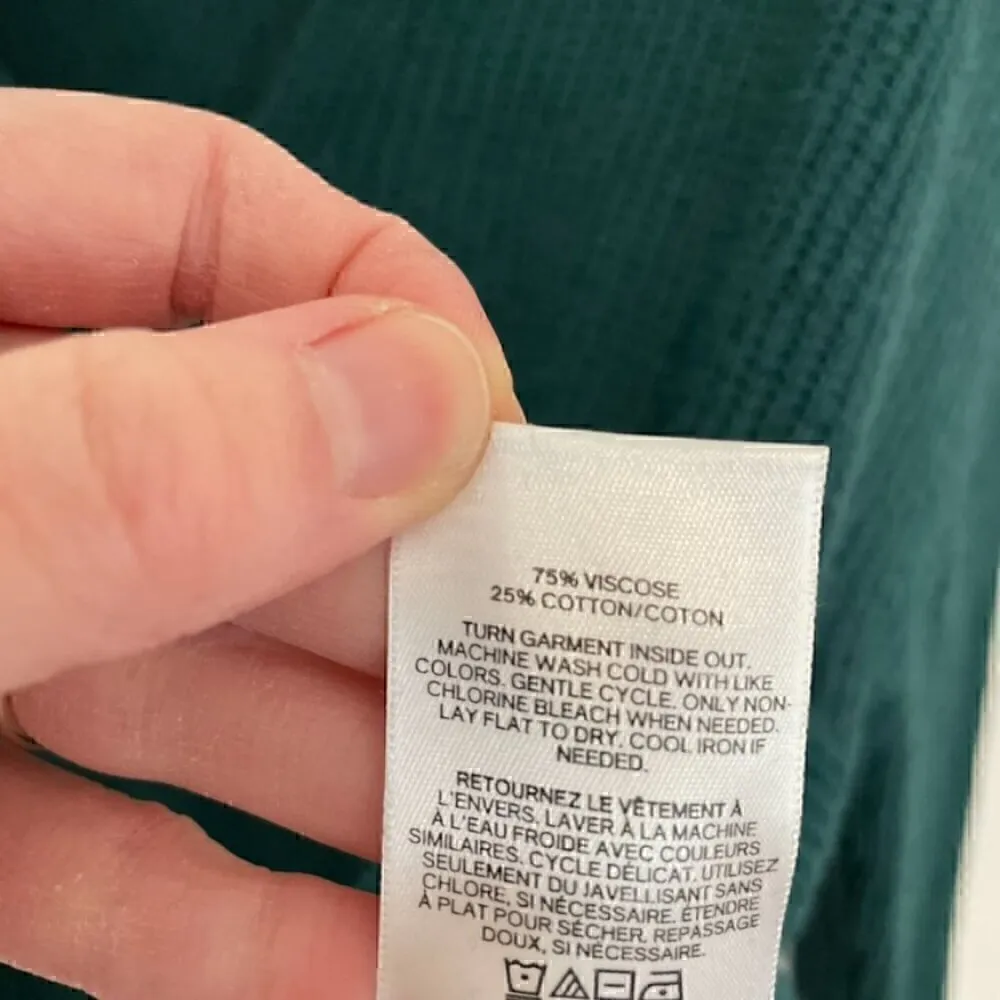 75% VISCOSE
25% COTTON/COTON
TURN GARMENT INSIDE OUT.
MACHINE WASH COLD WITH LIKE
COLORS. GENTLE CYCLE. ONLY NON-
CHLORINE BLEACH WHEN NEEDED.
LAY FLAT TO DRY. COOL IRON IF
NEEDED.
RETOURNEZ LE VÊTEMENT À
L'ENVERS. LAVER À LA MACHINE
À L'EAU FROIDE AVEC COULEURS
SIMILAIRES. CYCLE DÉLICAT. UTILISEZ
SEULEMENT DU JAVELLISANT SANS
CHLORE, SI NÉCESSAIRE. ÉTENDRE
À PLAT POUR SÉCHER. REPASSAGE
DOUX, SI NÉCESSAIRE.